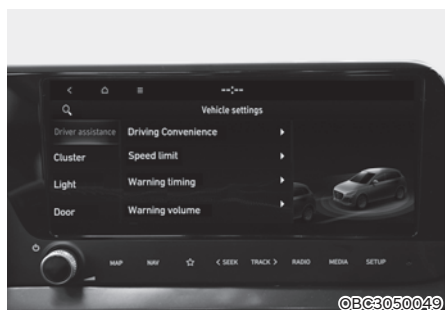 --:--
Vehicle settings
Driver assistance
Driving Convenience
Cluster
Speed limit
Light
Warning timing
Door
Warning volume
MAP NAV ☆ < SEEK TRACK > RADIO MEDIA SETUP
OBC3050049